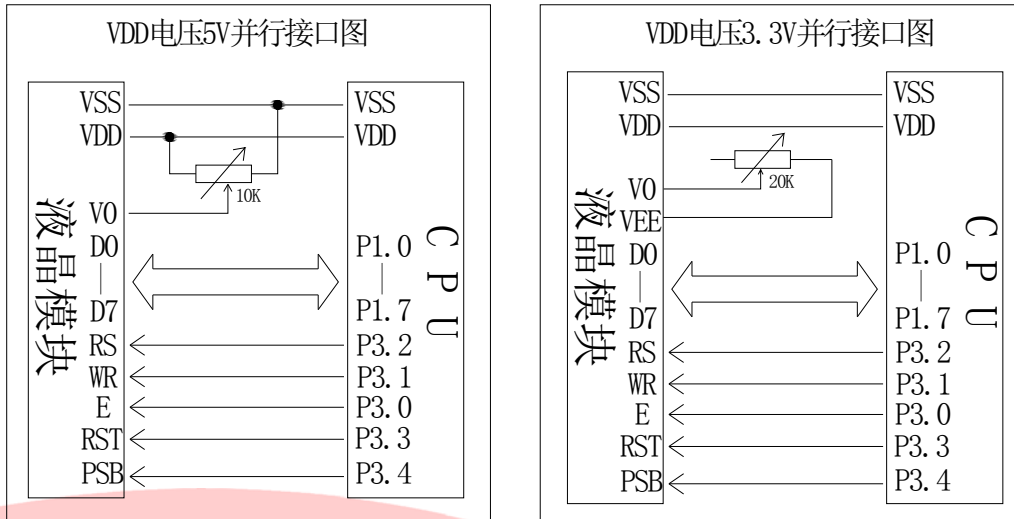 VDD电压5V并行接口图
VSS VSS
VDD VDD
10K
V0
D0 P1.0
D7 P1.7
RS P3.2
WR P3.1
E P3.0
RST P3.3
PSB P3.4
液晶模块
CPU
VDD电压3.3V并行接口图
VSS VSS
VDD VDD
20K
V0
VEE
D0 P1.0
D7 P1.7
RS P3.2
WR P3.1
E P3.0
RST P3.3
PSB P3.4
液晶模块
CPU